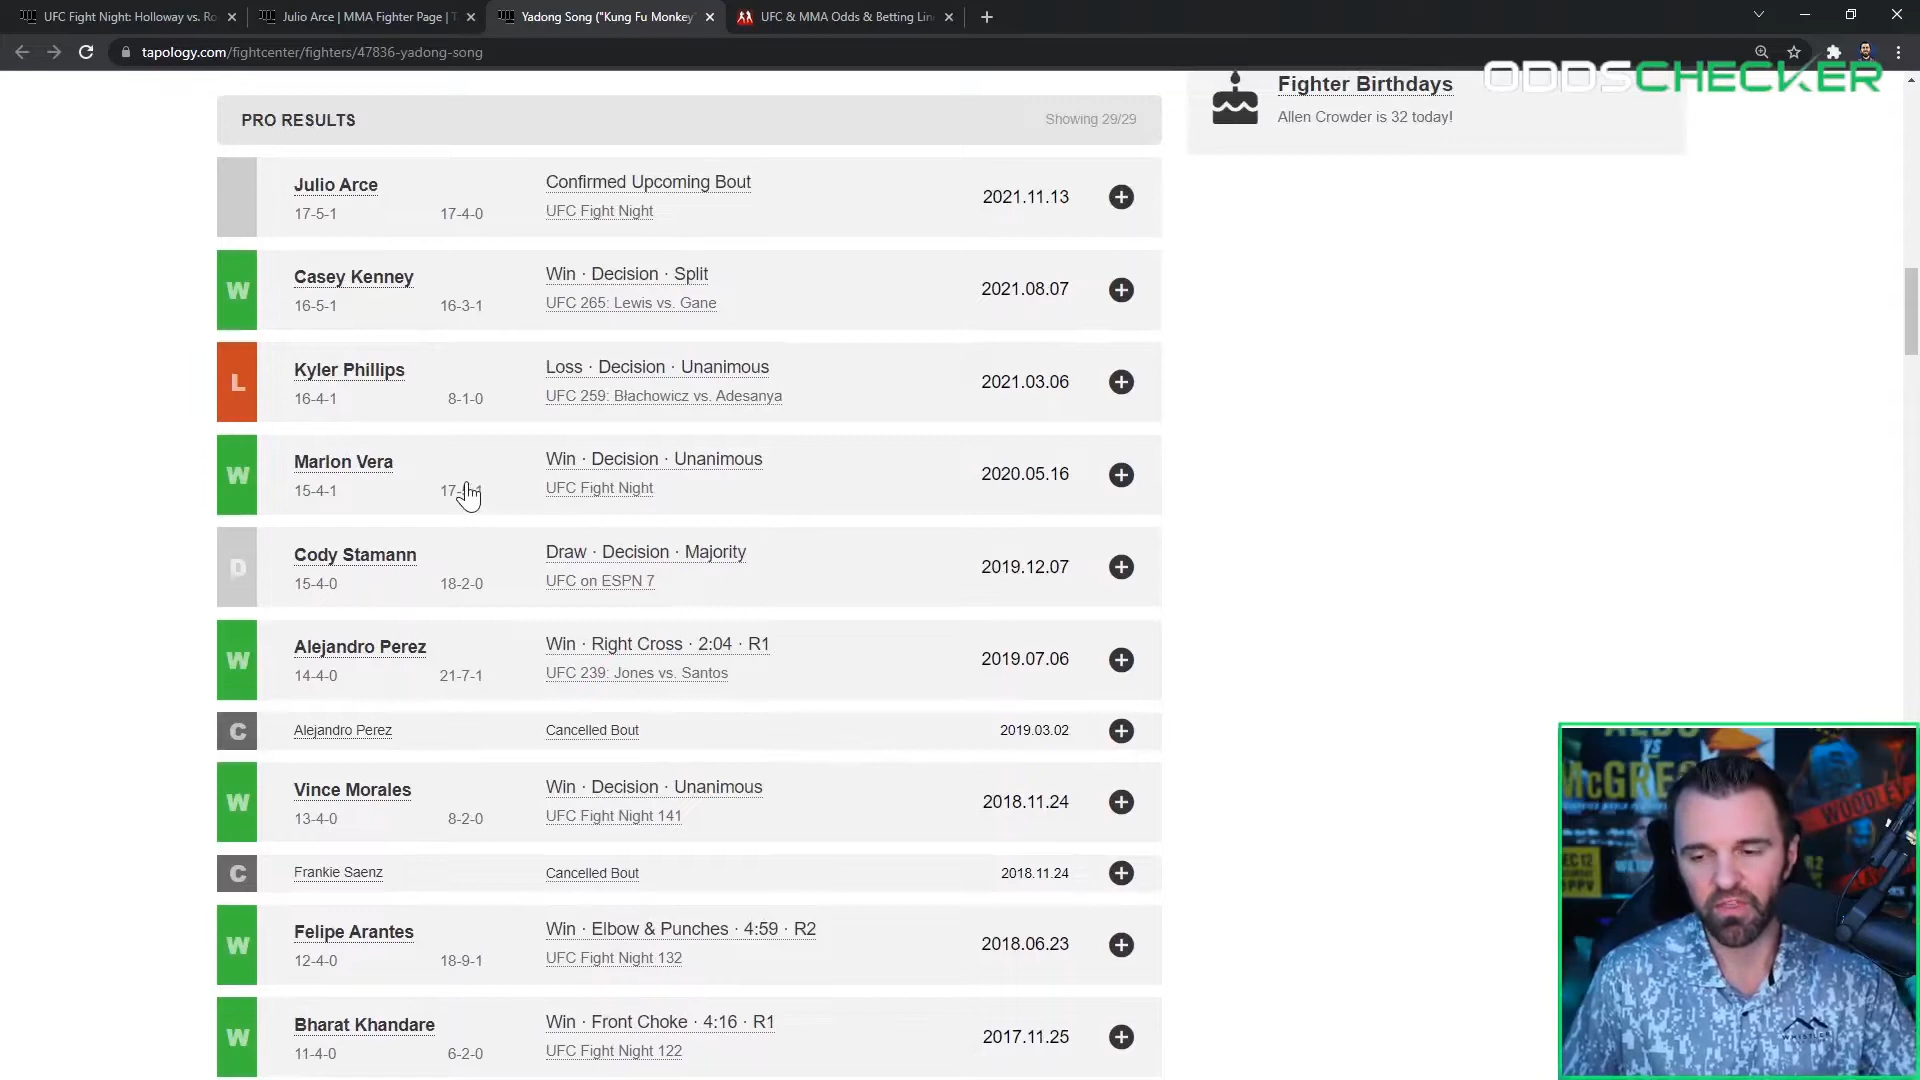 UFC Fight Night: Holloway vs. Ro
Julio Arce | MMA Fighter Page | T
Yadong Song ("Kung Fu Monkey"
UFC & MMA Odds & Betting Lin
tapology.com/fightcenter/fighters/47836-yadong-song
ODDSCHECKER
Fighter Birthdays
Allen Crowder is 32 today!
PRO RESULTS
Showing 29/29
Julio Arce
Confirmed Upcoming Bout
2021.11.13
17-5-1
17-4-0
UFC Fight Night
W
Casey Kenney
Win · Decision · Split
2021.08.07
16-5-1
16-3-1
UFC 265: Lewis vs. Gane
L
Kyler Phillips
Loss · Decision · Unanimous
2021.03.06
16-4-1
8-1-0
UFC 259: Błachowicz vs. Adesanya
W
Marlon Vera
Win · Decision · Unanimous
2020.05.16
15-4-1
UFC Fight Night
D
Cody Stamann
Draw · Decision · Majority
2019.12.07
15-4-0
18-2-0
UFC on ESPN 7
W
Alejandro Perez
Win · Right Cross · 2:04 · R1
2019.07.06
14-4-0
21-7-1
UFC 239: Jones vs. Santos
C
Alejandro Perez
Cancelled Bout
2019.03.02
W
Vince Morales
Win · Decision · Unanimous
2018.11.24
13-4-0
8-2-0
UFC Fight Night 141
C
Frankie Saenz
Cancelled Bout
2018.11.24
W
Felipe Arantes
Win · Elbow & Punches · 4:59 · R2
2018.06.23
12-4-0
18-9-1
UFC Fight Night 132
W
Bharat Khandare
Win · Front Choke · 4:16 · R1
2017.11.25
11-4-0
6-2-0
UFC Fight Night 122
VS
McGRE
WOODLEY
PPV
WHISTLER